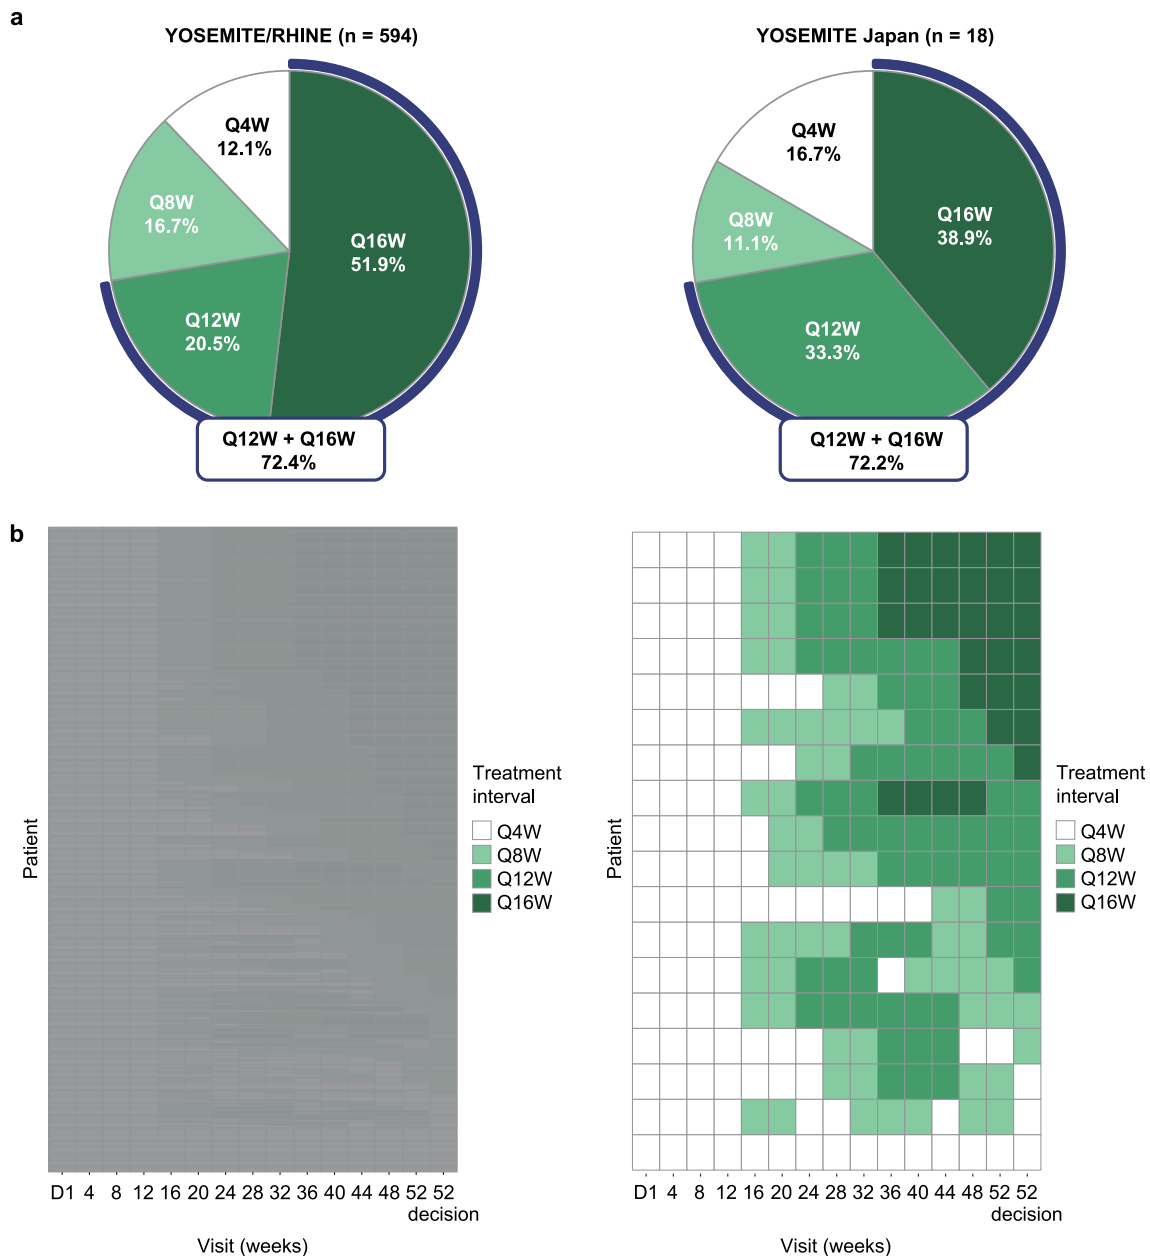 a
YOSEMITE/RHINE (n = 594)
Q4W
12.1%
Q8W
16.7%
Q16W
51.9%
Q12W
20.5%
Q12W + Q16W
72.4%
YOSEMITE Japan (n = 18)
Q4W
16.7%
Q8W
11.1%
Q16W
38.9%
Q12W
33.3%
Q12W + Q16W
72.2%
b
Patient
Treatment
interval
Q4W
Q8W
Q12W
Q16W
D1 4 8 12 16 20 24 28 32 36 40 44 48 52 52
decision
Visit (weeks)
Patient
Treatment
interval
Q4W
Q8W
Q12W
Q16W
D1 4 8 12 16 20 24 28 32 36 40 44 48 52 52
decision
Visit (weeks)